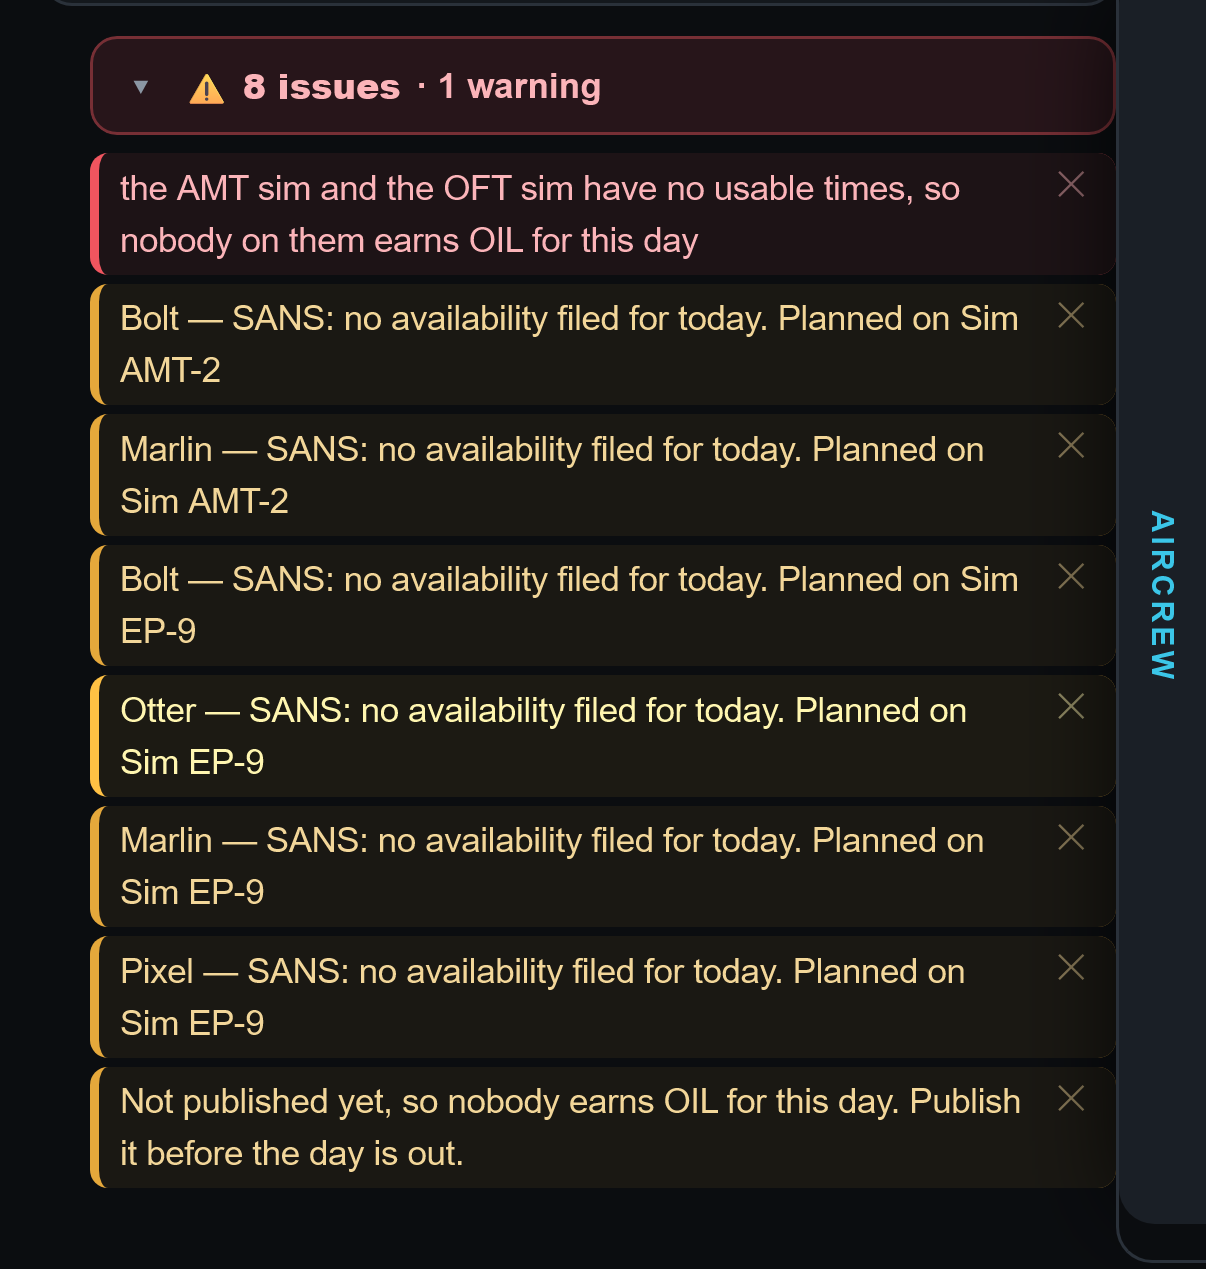 ▼ ⚠️ 8 issues · 1 warning
the AMT sim and the OFT sim have no usable times, so
nobody on them earns OIL for this day
Bolt — SANS: no availability filed for today. Planned on Sim
AMT-2
Marlin — SANS: no availability filed for today. Planned on
Sim AMT-2
Bolt — SANS: no availability filed for today. Planned on Sim
EP-9
Otter — SANS: no availability filed for today. Planned on
Sim EP-9
Marlin — SANS: no availability filed for today. Planned on
Sim EP-9
Pixel — SANS: no availability filed for today. Planned on
Sim EP-9
Not published yet, so nobody earns OIL for this day. Publish
it before the day is out.
AIRCREW